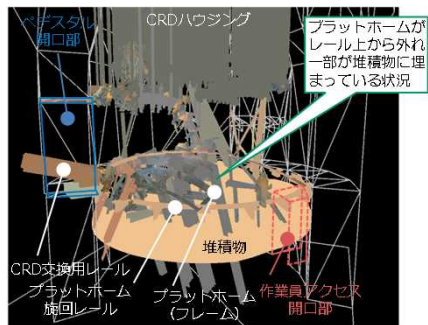 ペデスタル
開口部
CRDハウジング
プラットホームが
レール上から外れ
一部が堆積物に埋
まっている状況
堆積物
CRD交換用レール
プラットホーム
旋回レール
プラットホーム
(フレーム)
作業員アクセス
開口部